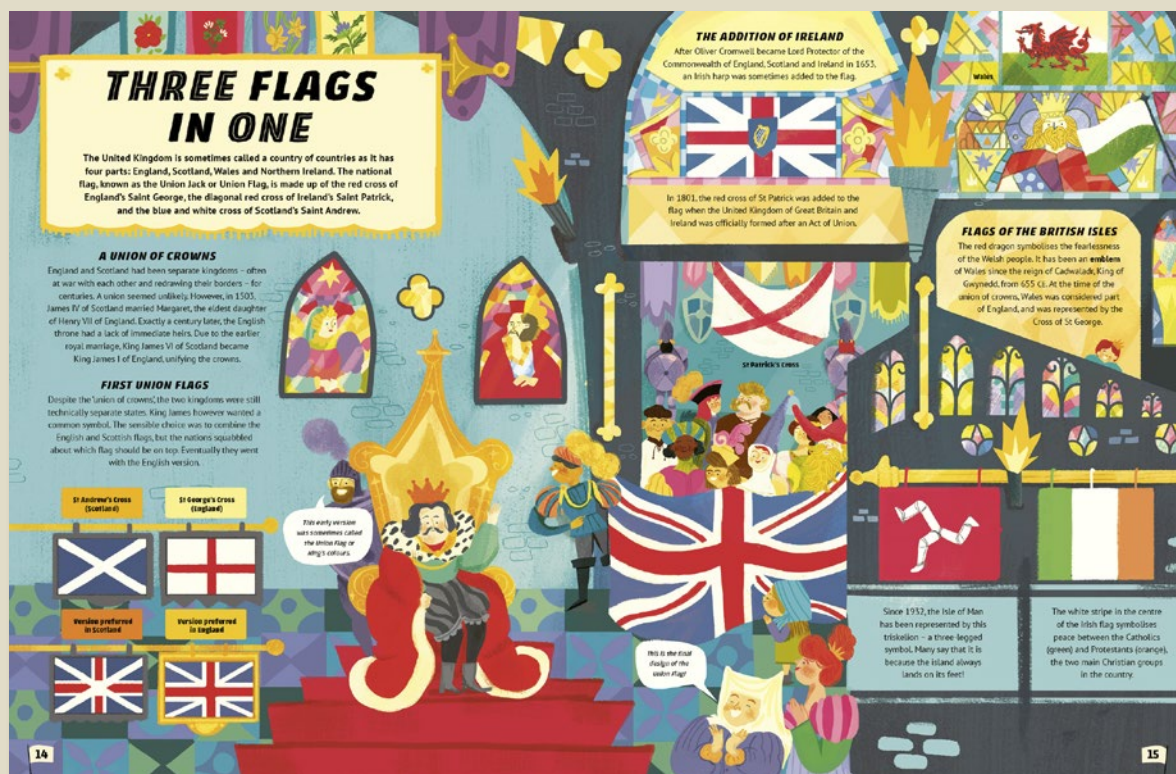 THREE FLAGS
IN ONE
The United Kingdom is sometimes called a country of countries as it has
four parts: England, Scotland, Wales and Northern Ireland. The national
flag, known as the Union Jack or Union Flag, is made up of the red cross of
England's Saint George, the diagonal red cross of Ireland's Saint Patrick,
and the blue and white cross of Scotland's Saint Andrew.
A UNION OF CROWNS
England and Scotland had been separate kingdoms – often
at war with each other and redrawing their borders – for
centuries. A union seemed unlikely. However, in 1503,
James IV of Scotland married Margaret, the eldest daughter
of Henry VII of England. Exactly a century later, the English
throne had a lack of immediate heirs. Due to the earlier
royal marriage, King James VI of Scotland became
King James I of England, unifying the crowns.
FIRST UNION FLAGS
Despite the 'union of crowns', the two kingdoms were still
technically separate states. King James however wanted a
common symbol. The sensible choice was to combine the
English and Scottish flags, but the nations squabbled
about which flag should be on top. Eventually they went
with the English version.
St Andrew's Cross
(Scotland)
St George's Cross
(England)
Version preferred
in Scotland
Version preferred
in England
This early version
was sometimes called
the Union flag or
king's colours.
14
THE ADDITION OF IRELAND
After Oliver Cromwell became Lord Protector of the
Commonwealth of England, Scotland and Ireland in 1653,
an Irish harp was sometimes added to the flag.
In 1801, the red cross of St Patrick was added to the
flag when the United Kingdom of Great Britain and
Ireland was officially formed after an Act of Union.
St Patrick's Cross
This is the final
design of the
Union Flag!
Wales
FLAGS OF THE BRITISH ISLES
The red dragon symbolises the fearlessness
of the Welsh people. It has been an emblem
of Wales since the reign of Cadwaladr, King of
Gwynedd, from 655 CE. At the time of the
union of crowns, Wales was considered part
of England, and was represented by the
Cross of St George.
Since 1932, the Isle of Man
has been represented by this
triskelion – a three-legged
symbol. Many say that it is
because the island always
lands on its feet!
The white stripe in the centre
of the Irish flag symbolises
peace between the Catholics
(green) and Protestants (orange),
the two main Christian groups
in the country.
15